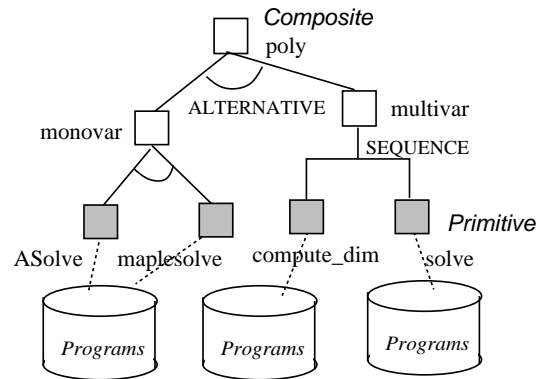 Composite
poly
ALTERNATIVE
multivar
monovar
SEQUENCE
Primitive
ASolve
maplesolve
compute_dim
solve
Programs
Programs
Programs